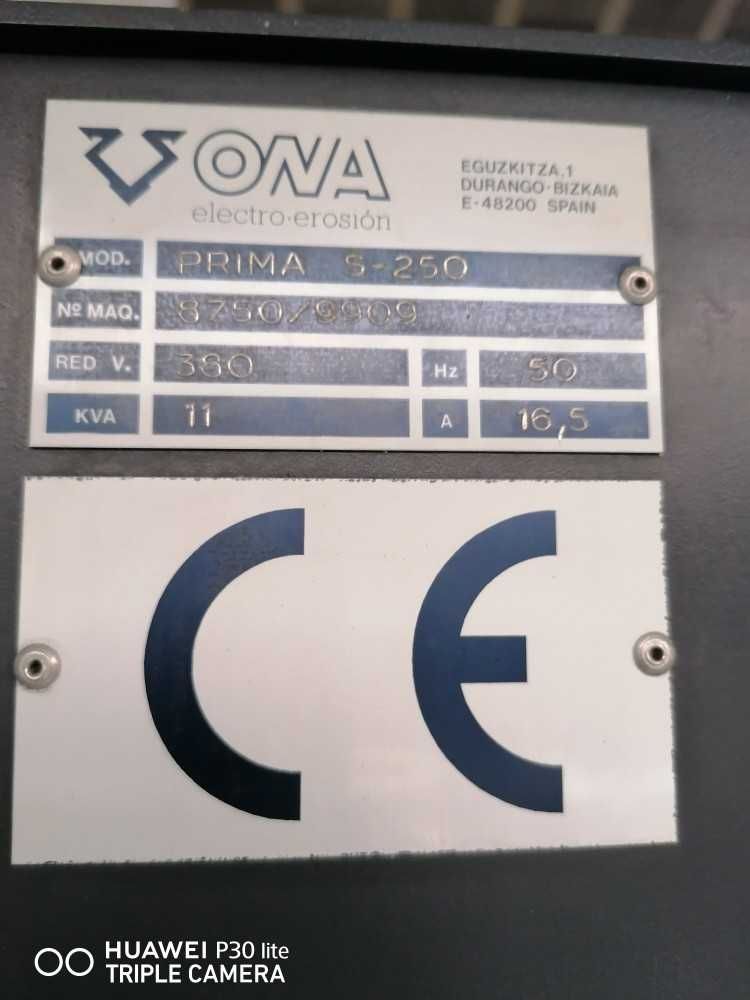 ONA
electro·erosión
EGUZKITZA,1
DURANGO·BIZKAIA
E-48200 SPAIN
MOD. PRIMA S-250
Nº MAQ. 8750/9909
RED V. 380 Hz 50
KVA 11 A 16,5
CE
HUAWEI P30 lite
TRIPLE CAMERA